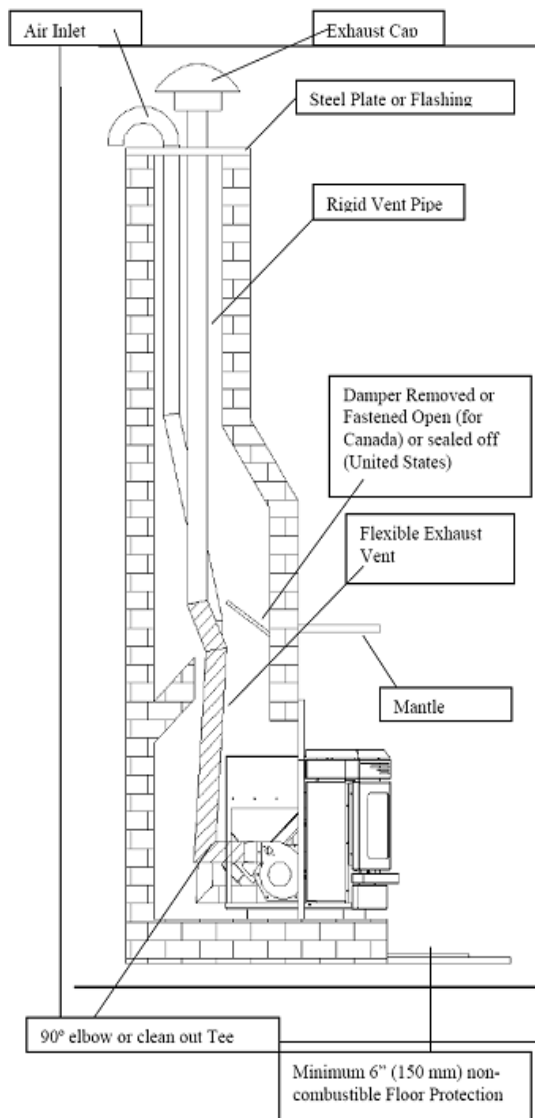 Air Inlet
Exhaust Cap
Steel Plate or Flashing
Rigid Vent Pipe
Damper Removed or
Fastened Open (for
Canada) or sealed off
(United States)
Flexible Exhaust
Vent
Mantle
90º elbow or clean out Tee
Minimum 6” (150 mm) non-
combustible Floor Protection